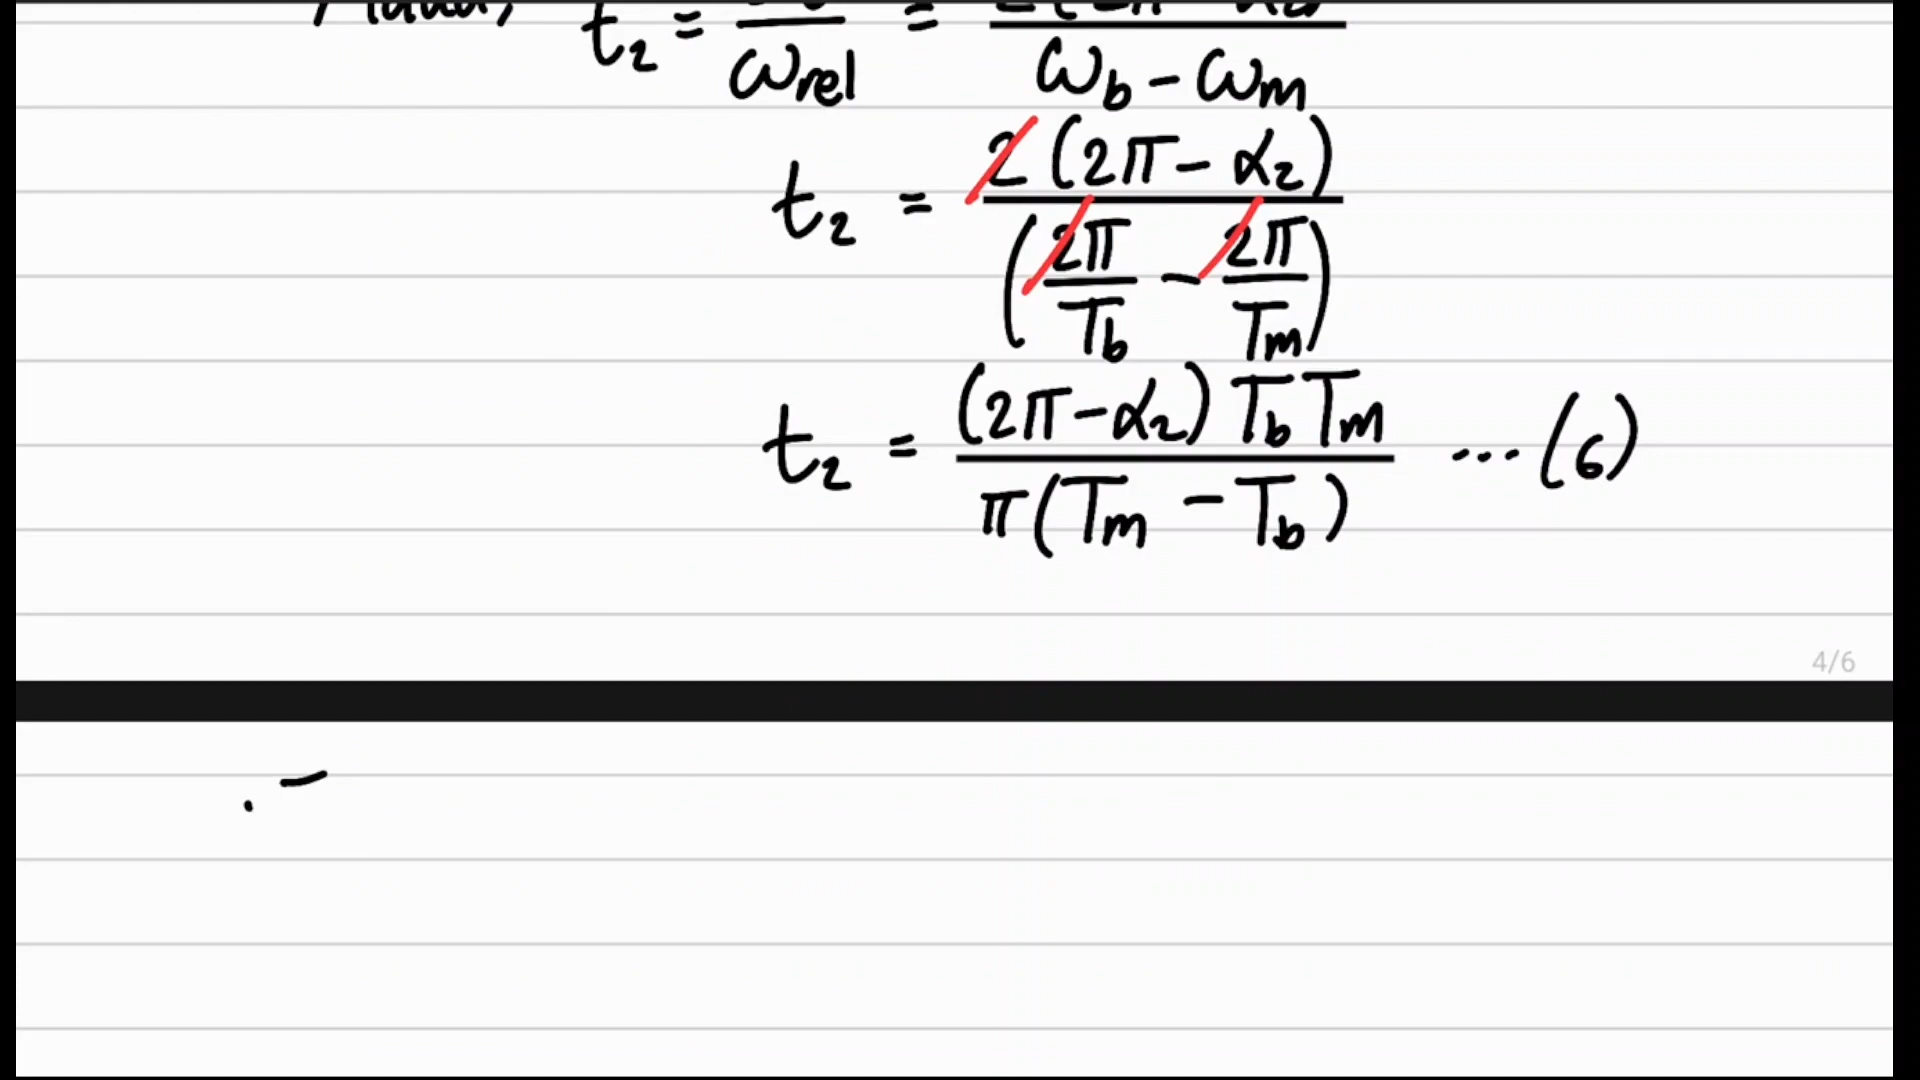 t₂ = / ω_rel = / ω_b - ω_m
t₂ = 2(2π - α₂) / (2π/T_b - 2π/T_m)
t₂ = (2π-α₂) T_b T_m / π(T_m - T_b) ...(6)
4/6